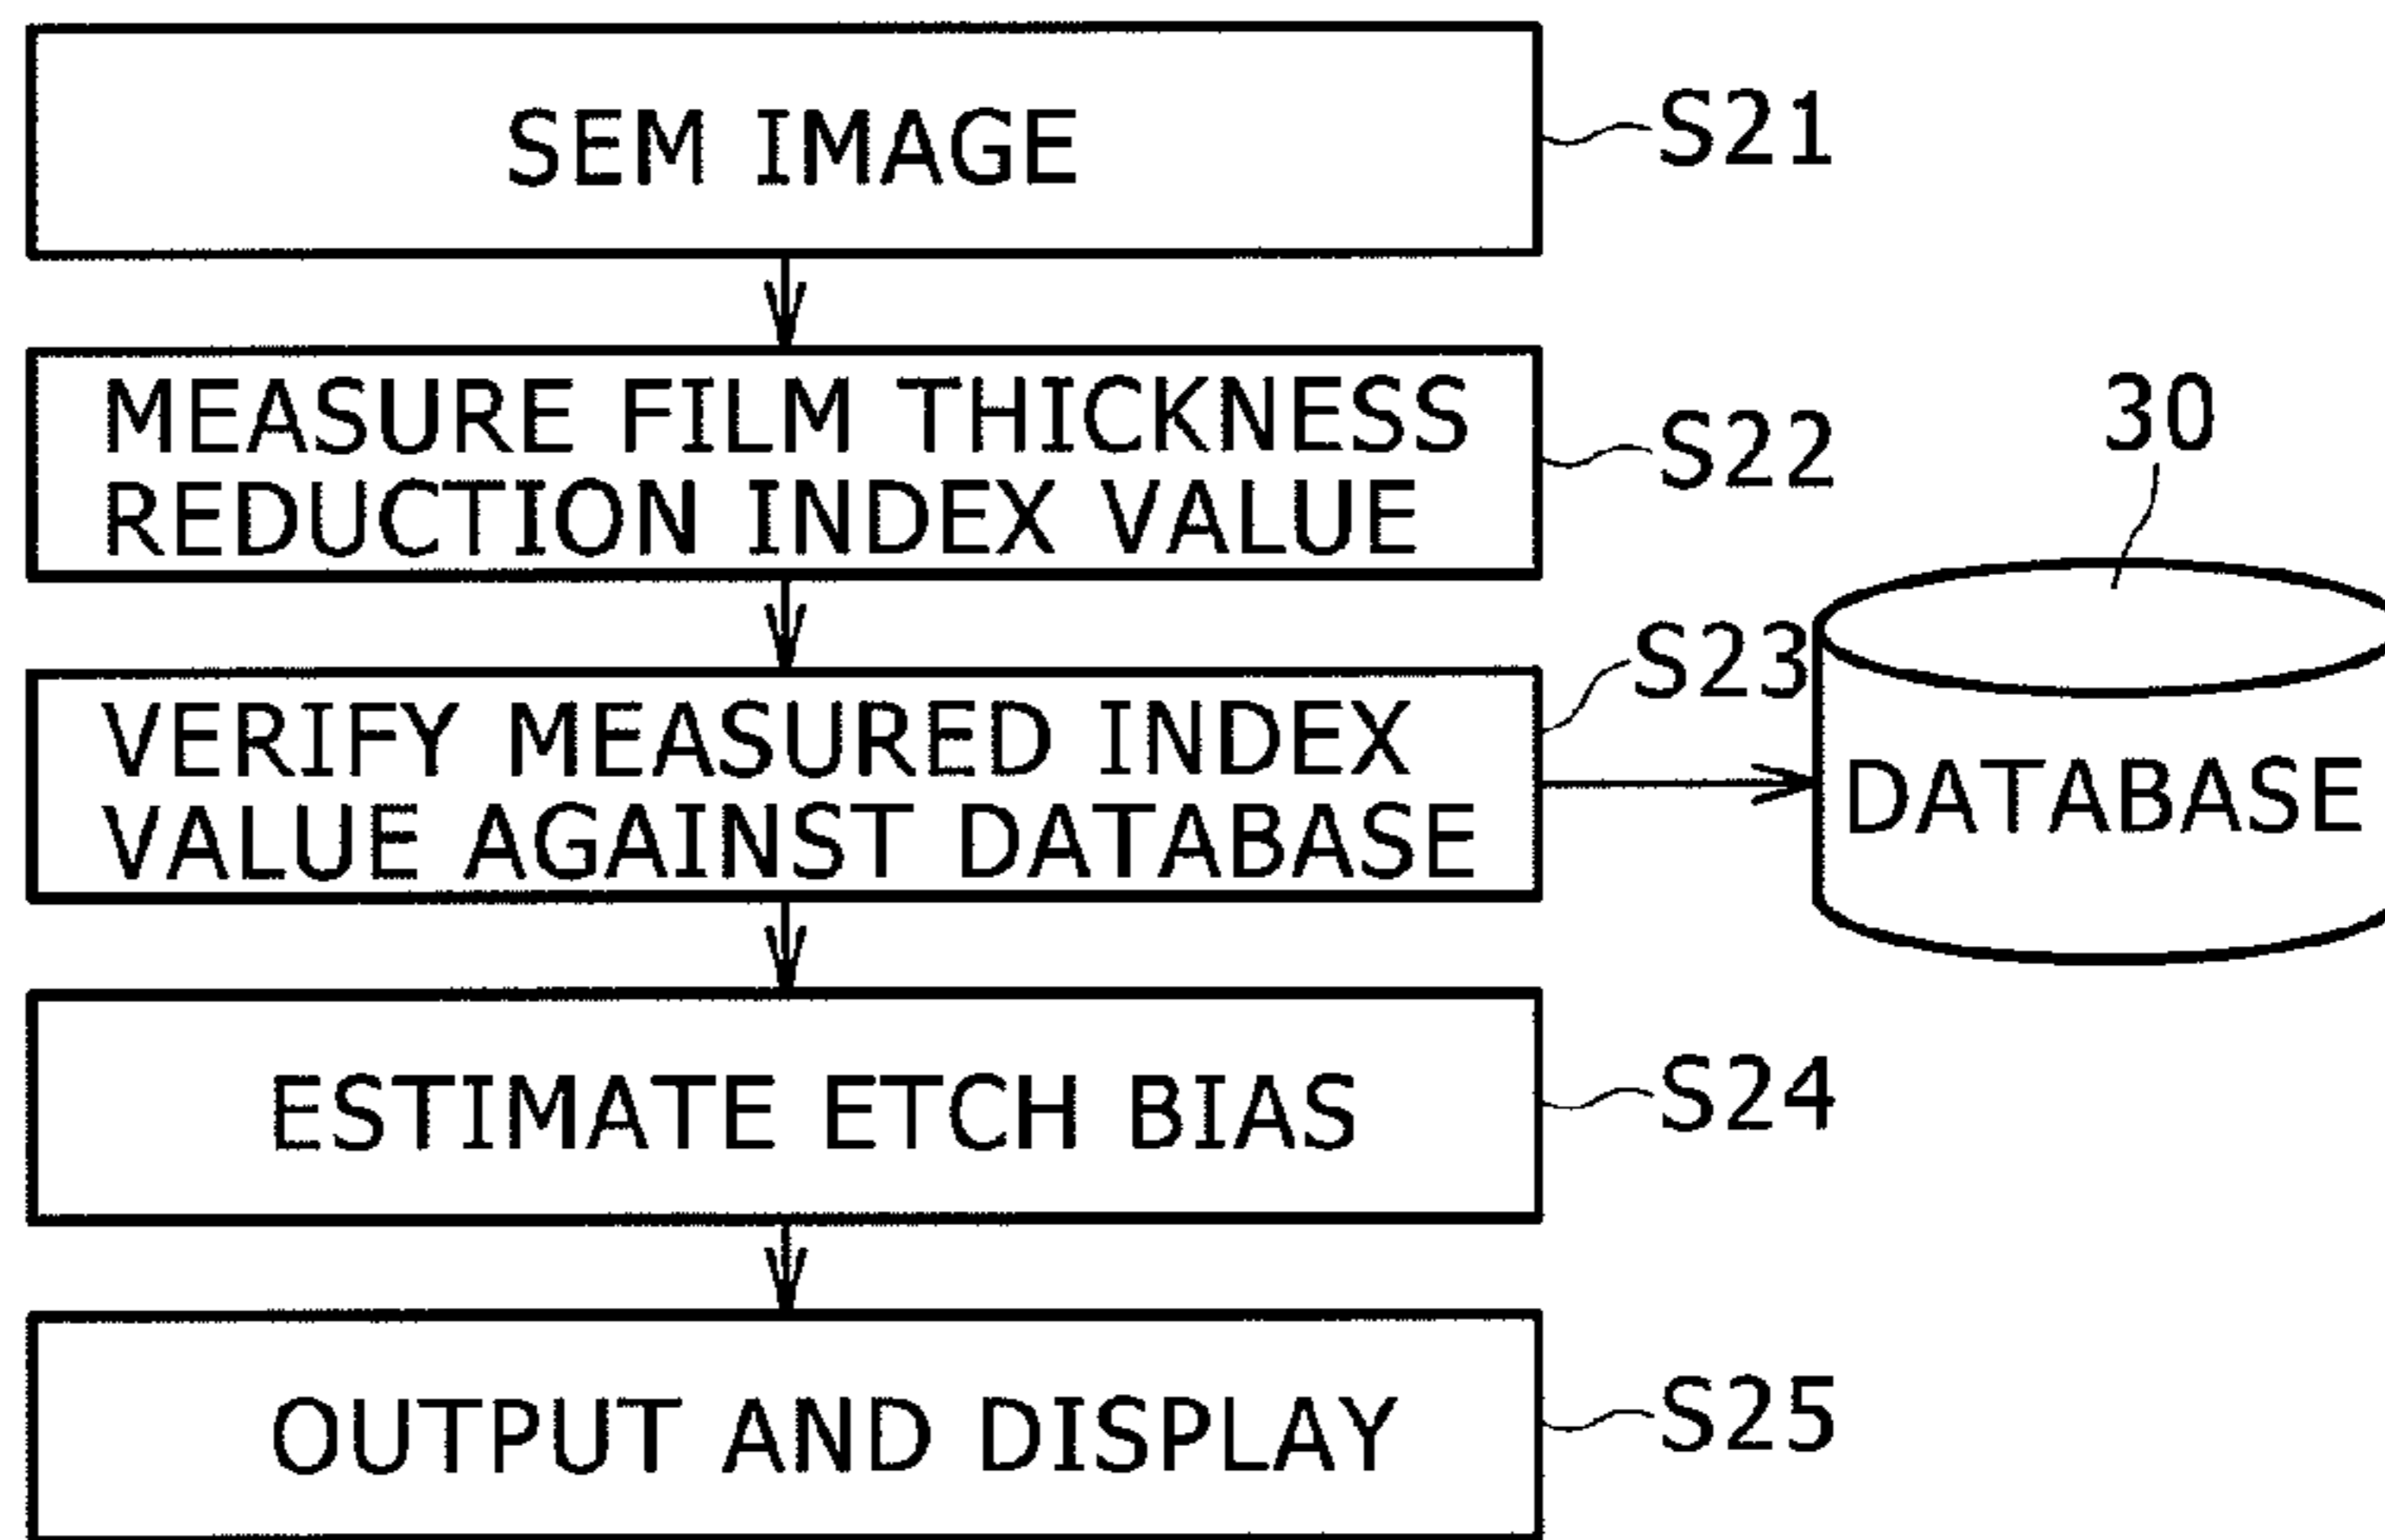 SEM IMAGE
S21
MEASURE FILM THICKNESS
REDUCTION INDEX VALUE
S22
30
VERIFY MEASURED INDEX
VALUE AGAINST DATABASE
S23
DATABASE
ESTIMATE ETCH BIAS
S24
OUTPUT AND DISPLAY
S25